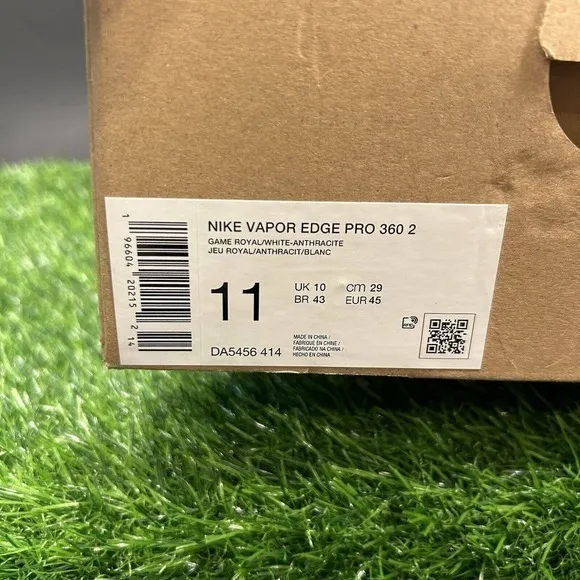 NIKE VAPOR EDGE PRO 360 2
GAME ROYAL/WHITE-ANTHRACITE
JEU ROYAL/ANTHRACIT/BLANC
11
UK 10 cm 29
BR 43 EUR 45
MADE IN CHINA /
FABRIQUE EN CHINE /
FABRICADO NA CHINA /
HECHO EN CHINA
DA5456 414
1 96604 20215 2 14